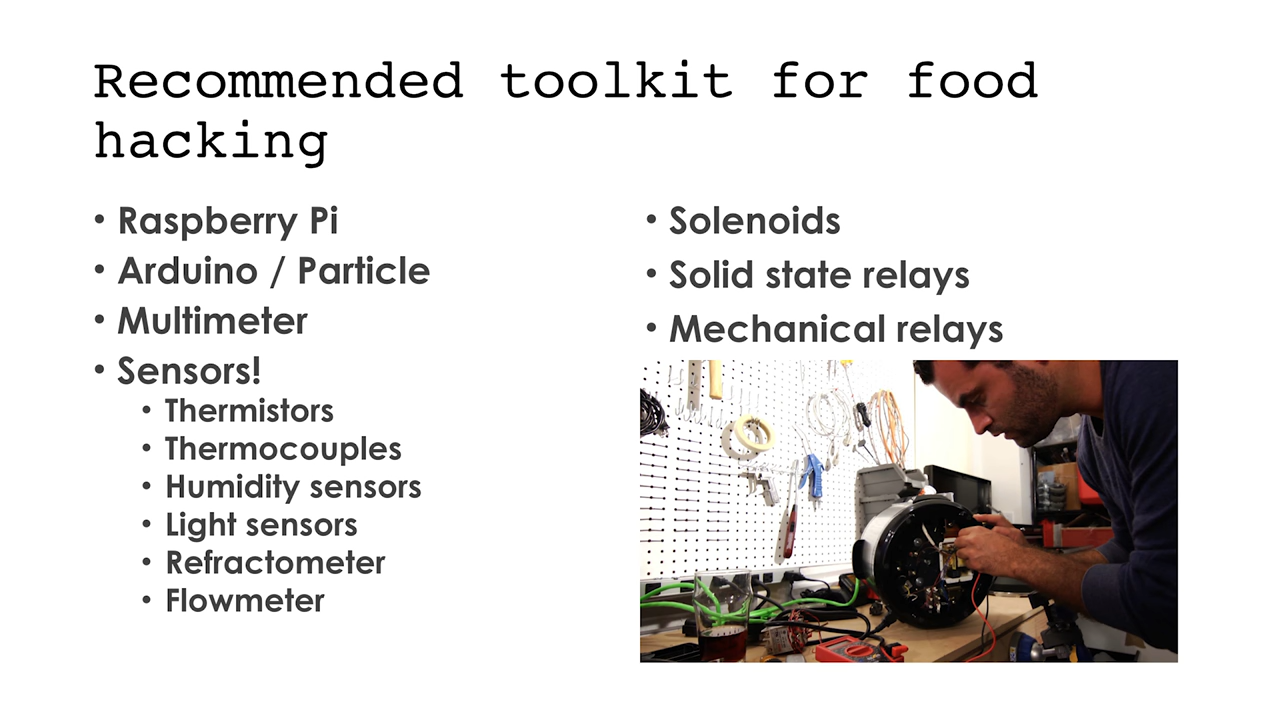 Recommended toolkit for food
hacking
• Raspberry Pi
• Arduino / Particle
• Multimeter
• Sensors!
• Thermistors
• Thermocouples
• Humidity sensors
• Light sensors
• Refractometer
• Flowmeter
• Solenoids
• Solid state relays
• Mechanical relays